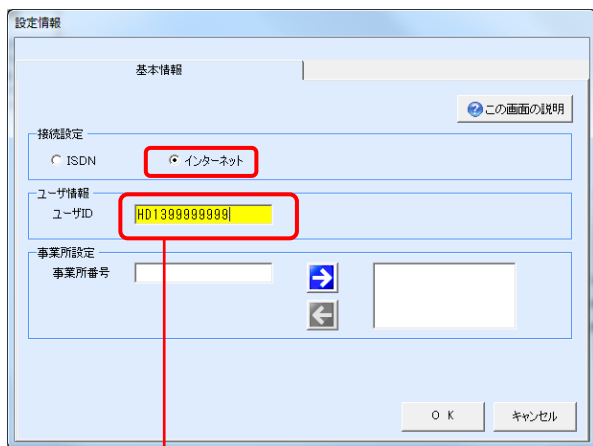 設定情報
基本情報
この画面の説明
接続設定
ISDN
インターネット
ユーザ情報
ユーザID
HD1399999999
事業所設定
事業所番号
ＯＫ
キャンセル